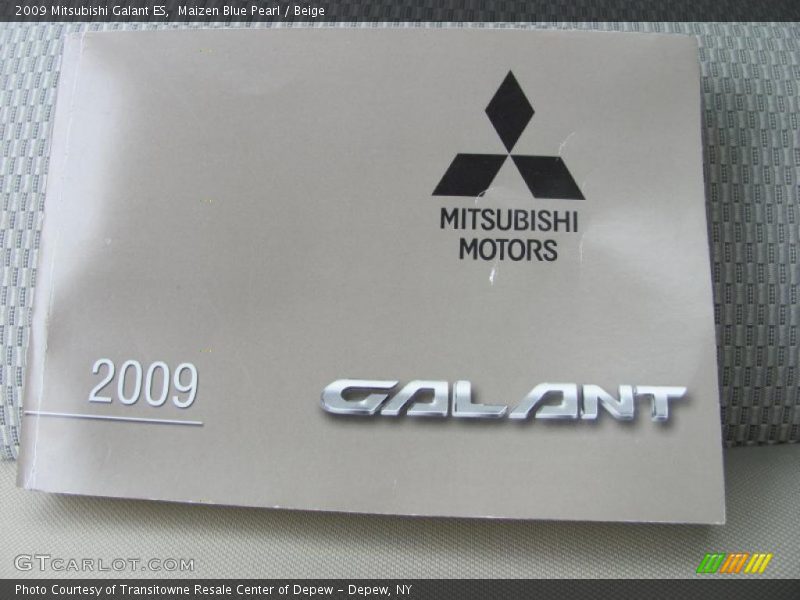 2009 Mitsubishi Galant ES, Maizen Blue Pearl / Beige
MITSUBISHI
MOTORS
2009
GALANT
GTCARLOT.COM
Photo Courtesy of Transitowne Resale Center of Depew - Depew, NY